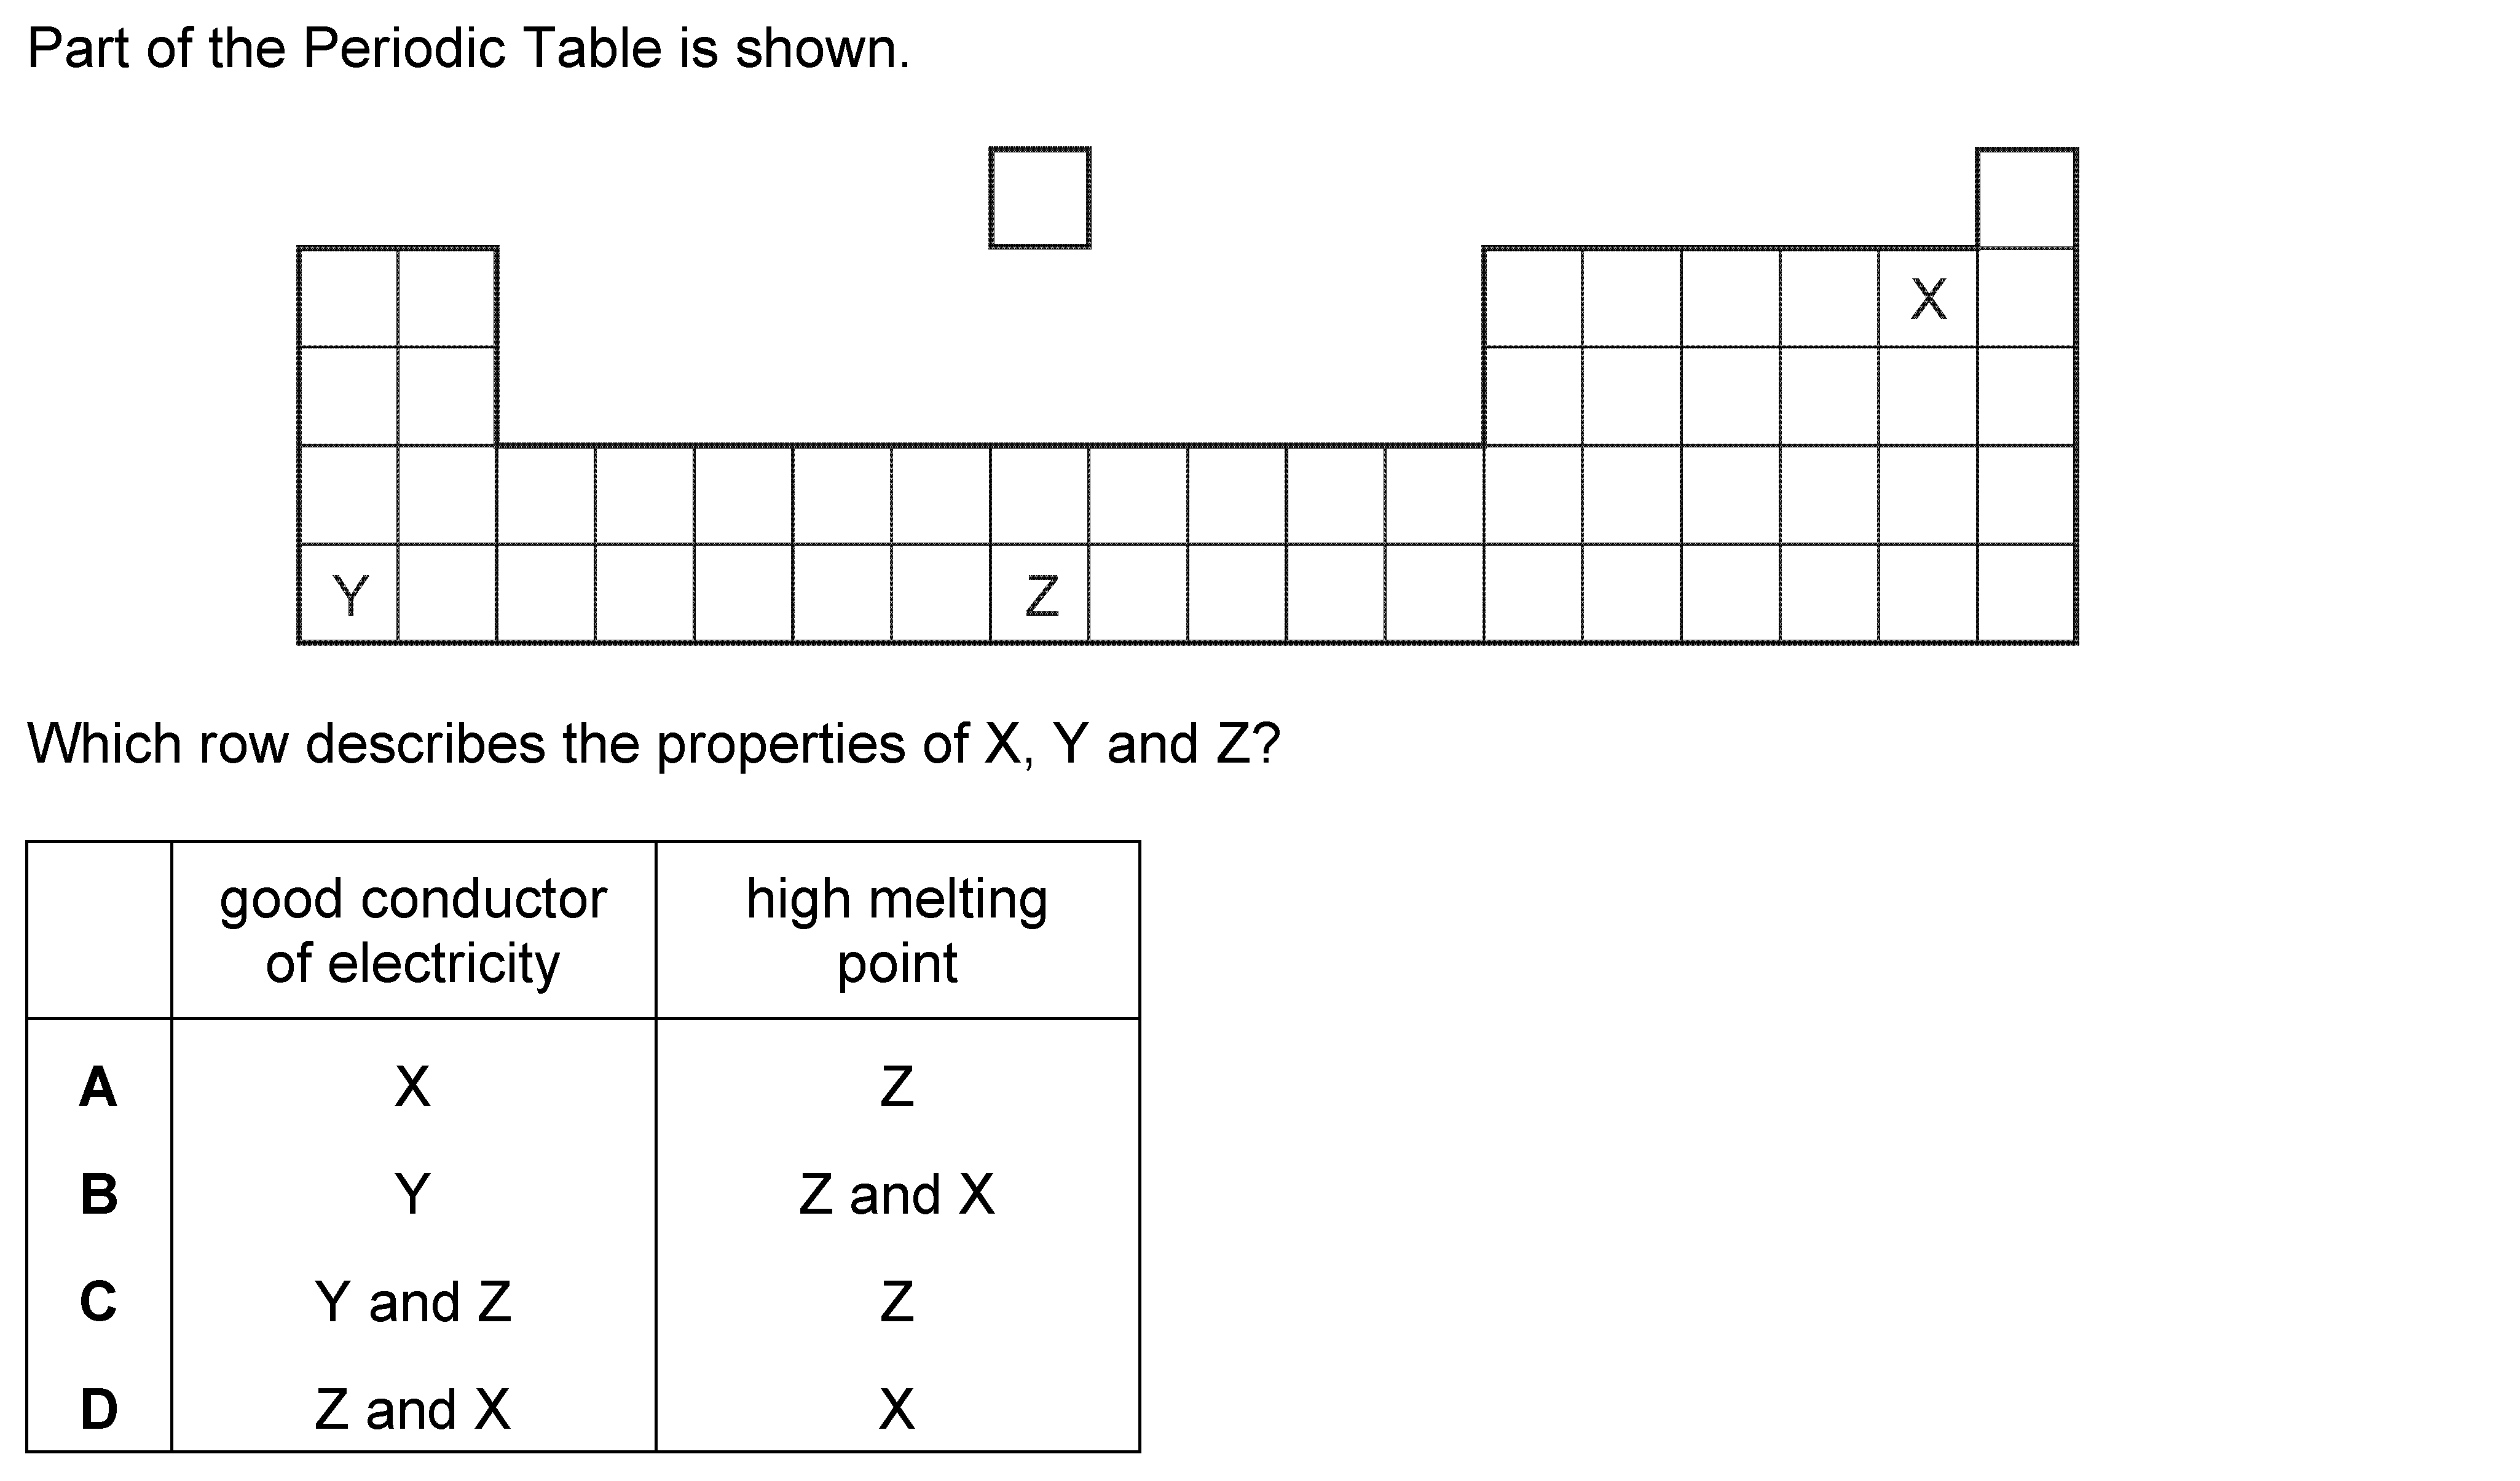 Part of the Periodic Table is shown.
X
Y Z
Which row describes the properties of X, Y and Z?
good conductor of electricity high melting point
A X Z
B Y Z and X
C Y and Z Z
D Z and X X